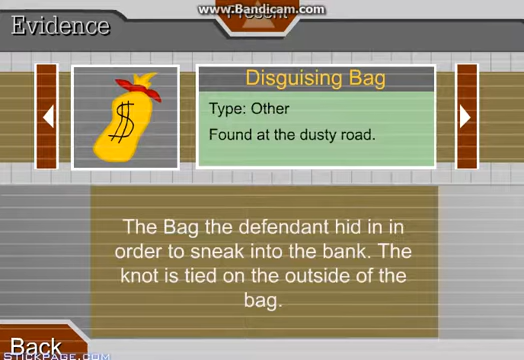 www.Bandicam.com
Present
Evidence
Disguising Bag
Type: Other
Found at the dusty road.
$
The Bag the defendant hid in in
order to sneak into the bank. The
knot is tied on the outside of the
bag.
Back
STICKPAGE.COM